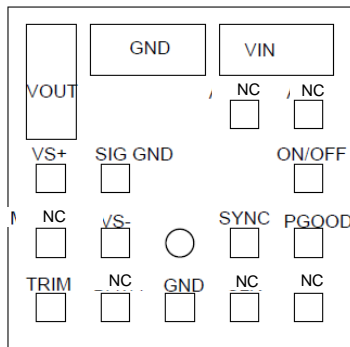 GND VIN
VOUT NC NC
VS+ SIG GND ON/OFF
NC VS- SYNC PGOOD
TRIM NC GND NC NC